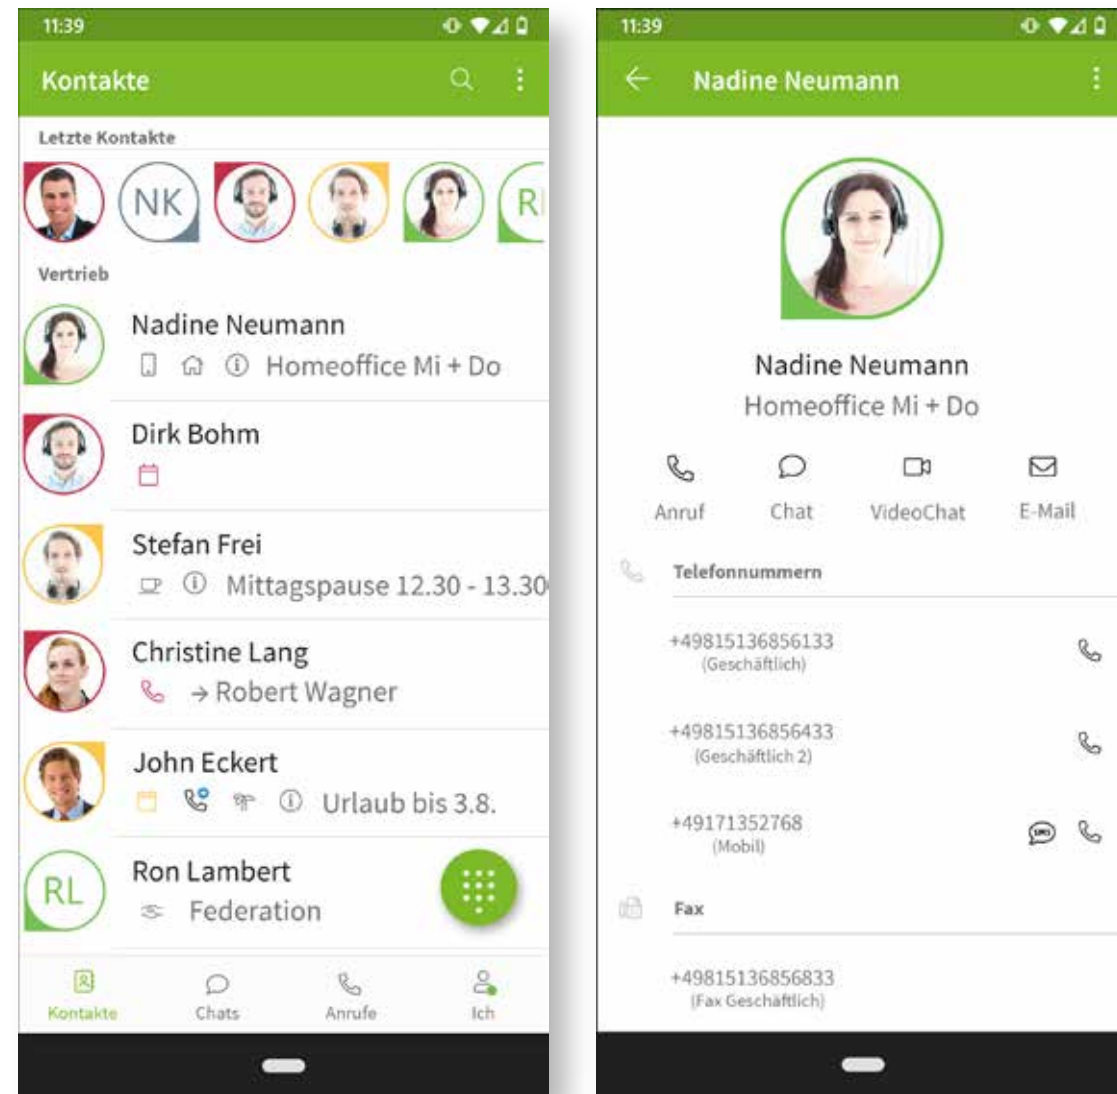 11:39
Kontakte
Letzte Kontakte
NK
Vertrieb
Nadine Neumann
Homeoffice Mi + Do
Dirk Bohm
Stefan Frei
Mittagspause 12.30 - 13.30
Christine Lang
→ Robert Wagner
John Eckert
Urlaub bis 3.8.
RL
Ron Lambert
Federation
Kontakte
Chats
Anrufe
Ich
11:39
Nadine Neumann
Nadine Neumann
Homeoffice Mi + Do
Anruf
Chat
VideoChat
E-Mail
Telefonnummern
+49815136856133
(Geschäftlich)
+49815136856433
(Geschäftlich 2)
+49171352768
(Mobil)
SMS
Fax
+49815136856833
(Fax Geschäftlich)